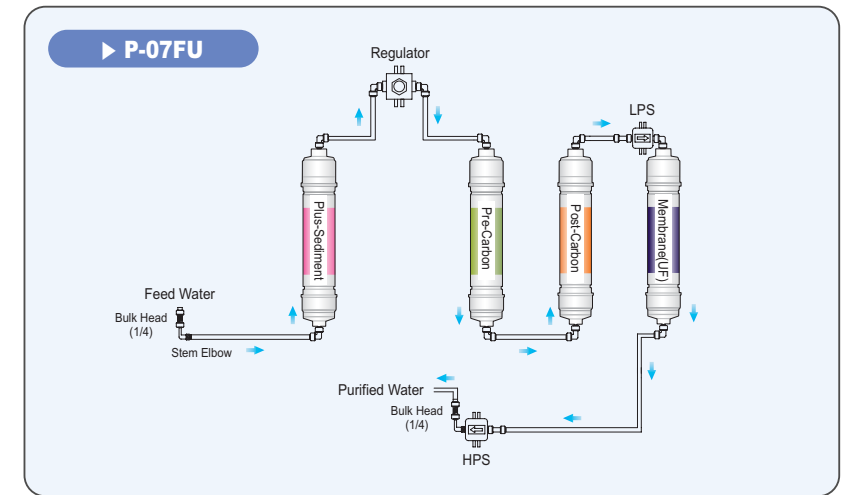 ▶ P-07FU
Regulator
LPS
Plus-Sediment
Pre-Carbon
Post-Carbon
Membrane(UF)
Feed Water
Bulk Head
(1/4)
Stem Elbow
Purified Water
Bulk Head
(1/4)
HPS